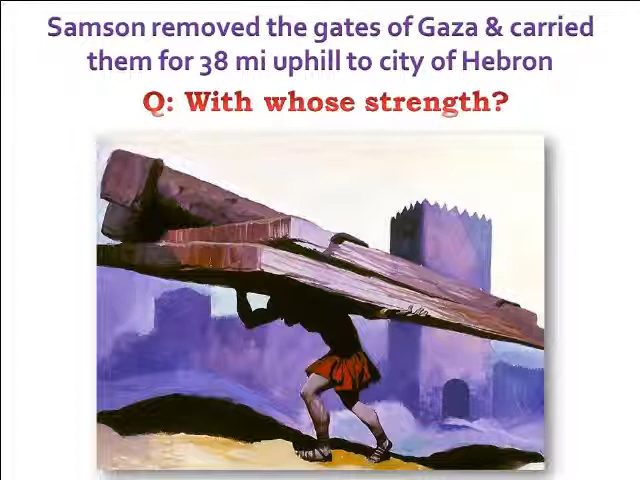 Samson removed the gates of Gaza & carried
them for 38 mi uphill to city of Hebron
Q: With whose strength?